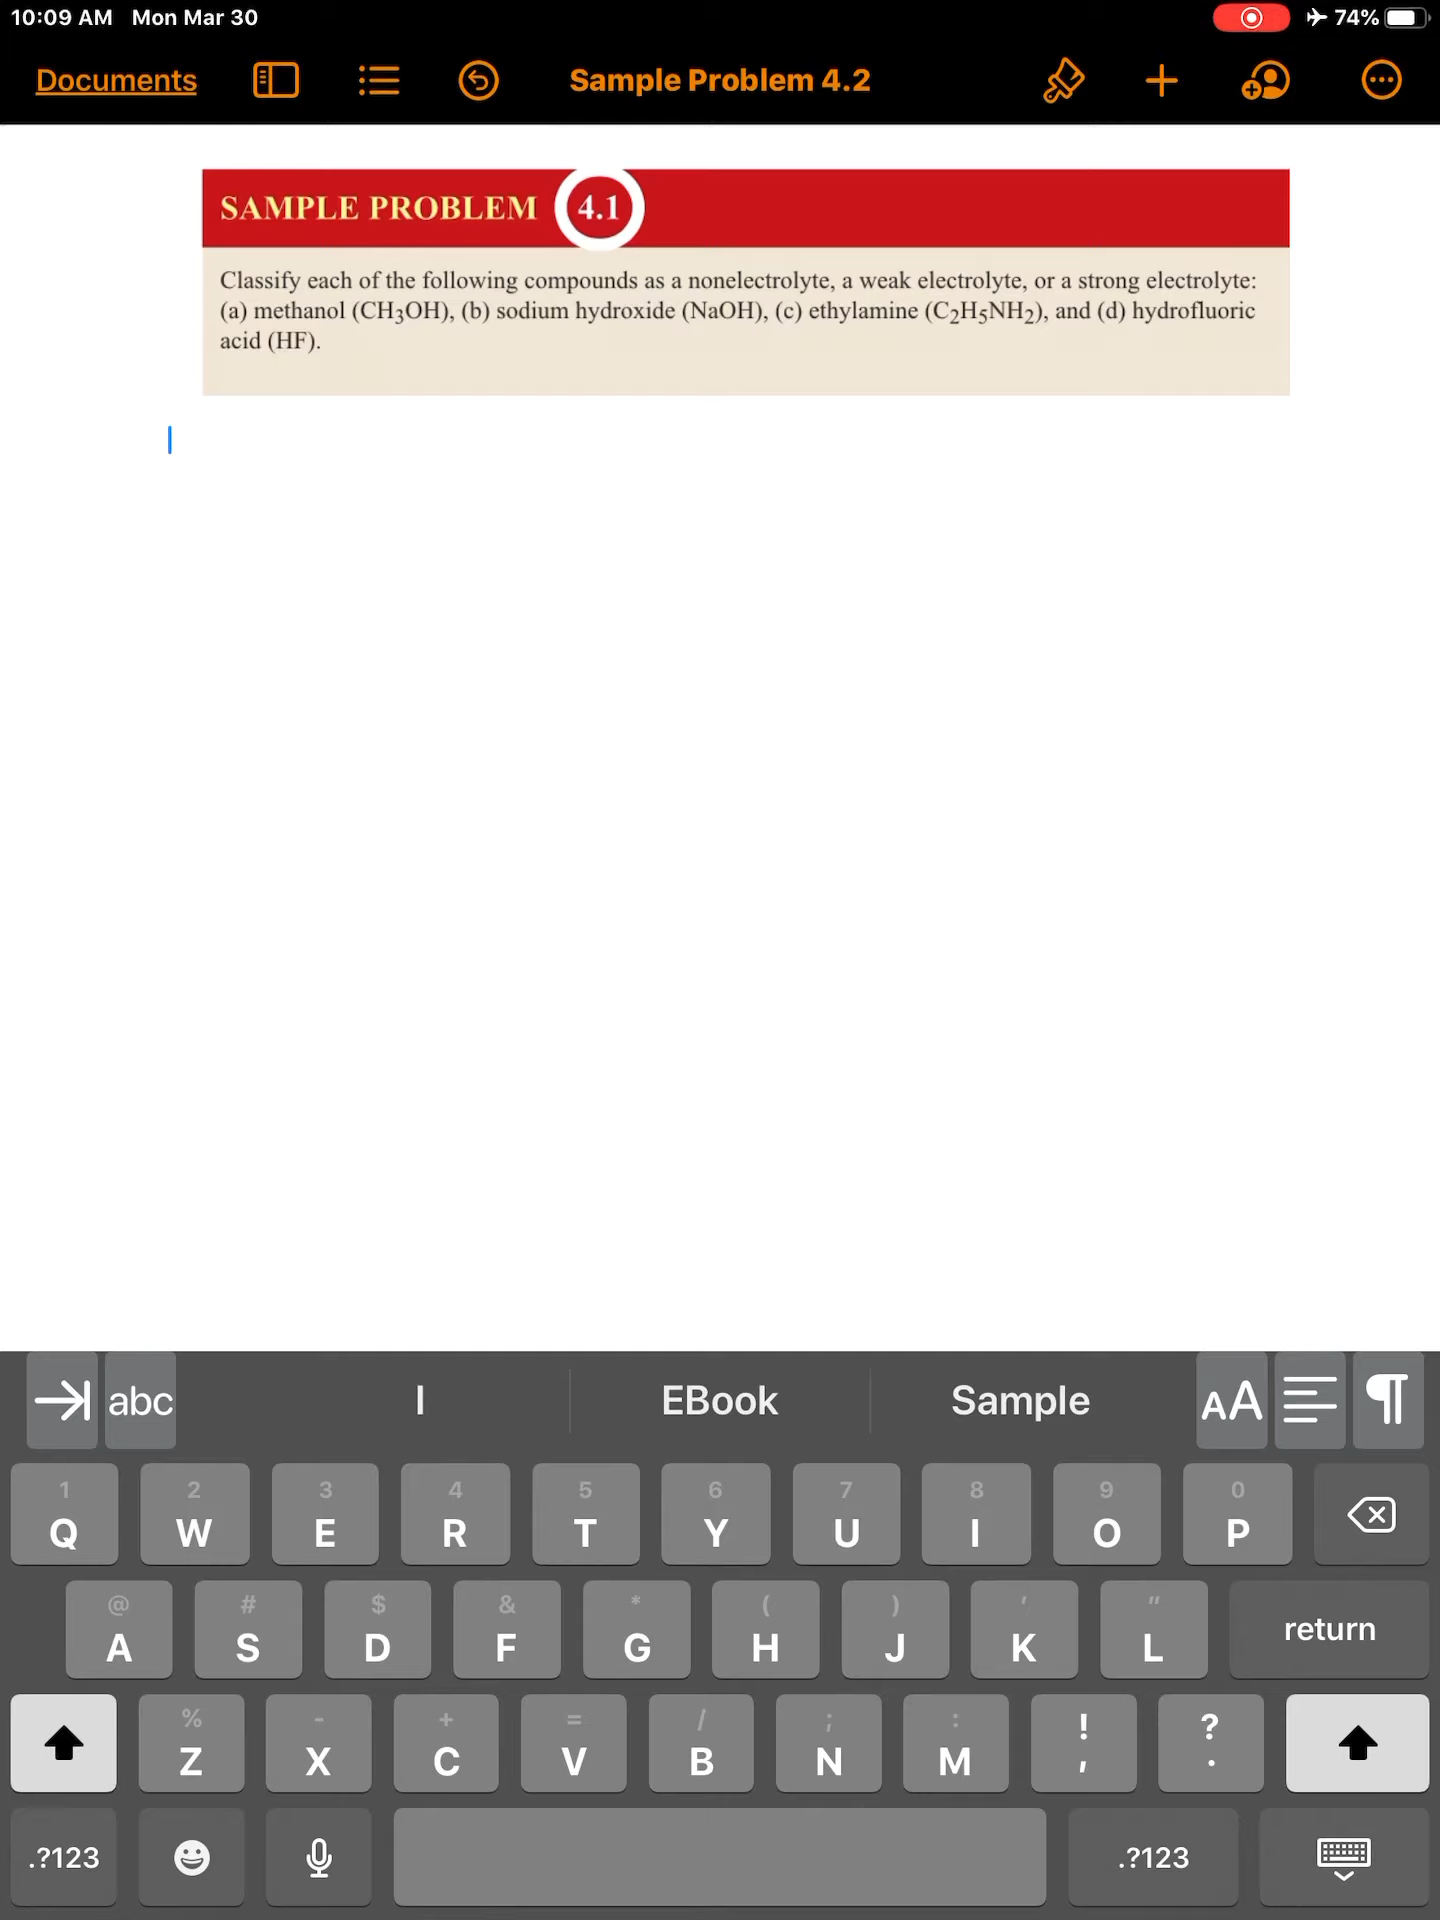 10:09 AM Mon Mar 30 74%
Documents Sample Problem 4.2
SAMPLE PROBLEM 4.1
Classify each of the following compounds as a nonelectrolyte, a weak electrolyte, or a strong electrolyte:
(a) methanol (CH₃OH), (b) sodium hydroxide (NaOH), (c) ethylamine (C₂H₅NH₂), and (d) hydrofluoric
acid (HF).
abc I EBook Sample AA ¶
1 2 3 4 5 6 7 8 9 0
Q W E R T Y U I O P
@ # $ & * ( ) ' "
A S D F G H J K L return
% - + = / ; : ! ?
Z X C V B N M , .
.?123 .?123